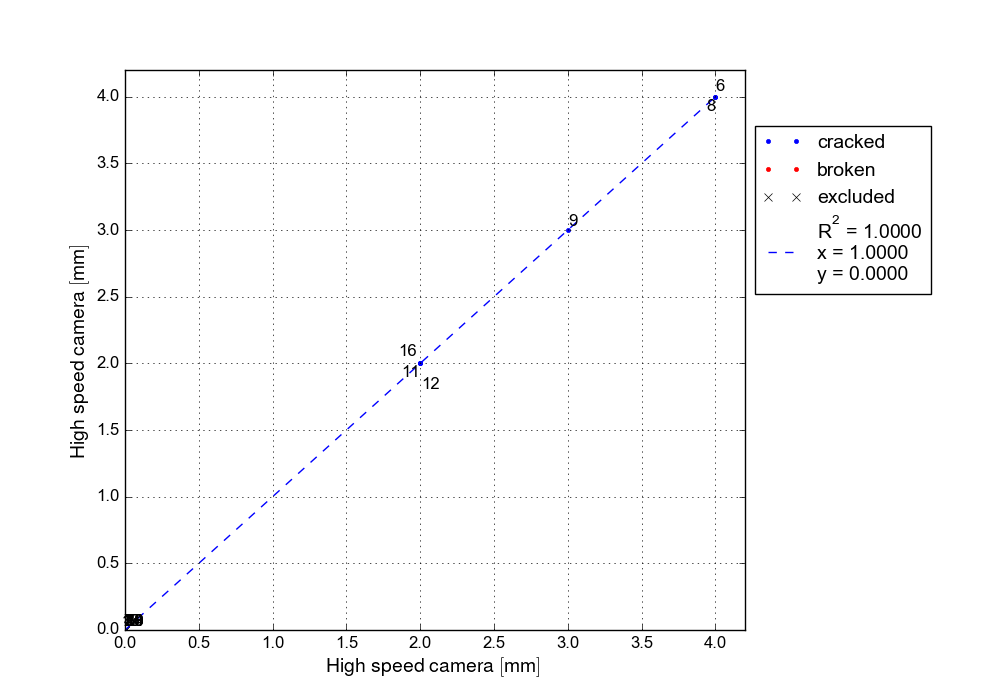 6
4.0
8
cracked
3.5
broken
excluded
R2 = 1.0000
x = 1.0000
y = 0.0000
9
3.0
2.5
16
2.0
11
12
High speed camera [mm]
1.5
1.0
0.5
0.0
0.0 0.5 1.0 1.5 2.0 2.5 3.0 3.5 4.0
High speed camera [mm]